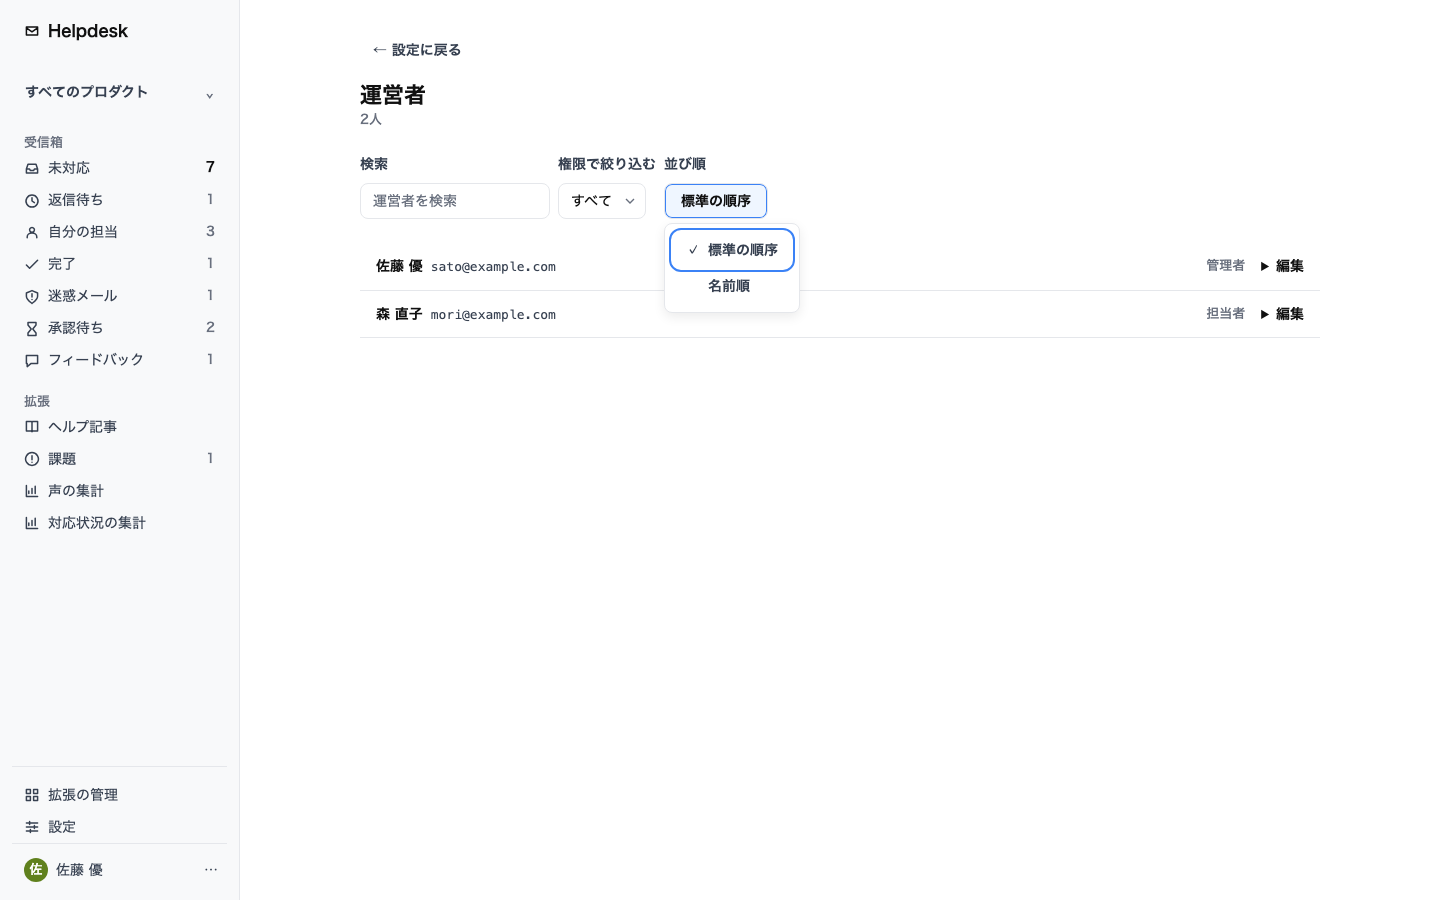 Helpdesk
すべてのプロダクト
受信箱
未対応 7
返信待ち 1
自分の担当 3
完了 1
迷惑メール 1
承認待ち 2
フィードバック 1
拡張
ヘルプ記事
課題 1
声の集計
対応状況の集計
拡張の管理
設定
佐 佐藤 優 ...
← 設定に戻る
運営者
2人
検索 権限で絞り込む 並び順
運営者を検索 すべて 標準の順序
✓ 標準の順序
名前順
佐藤 優 sato@example.com 管理者 ▶ 編集
森 直子 mori@example.com 担当者 ▶ 編集